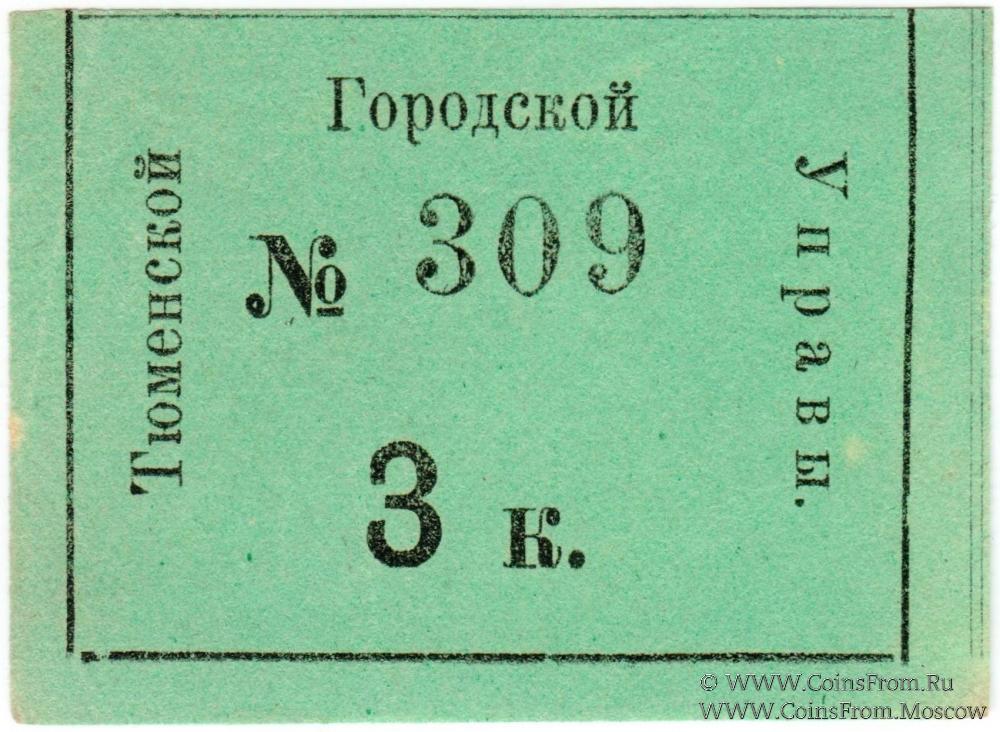 Тюменской
Городской
Управы.
№ 309
3 к.
© WWW.CoinsFrom.Ru
WWW.CoinsFrom.Moscow